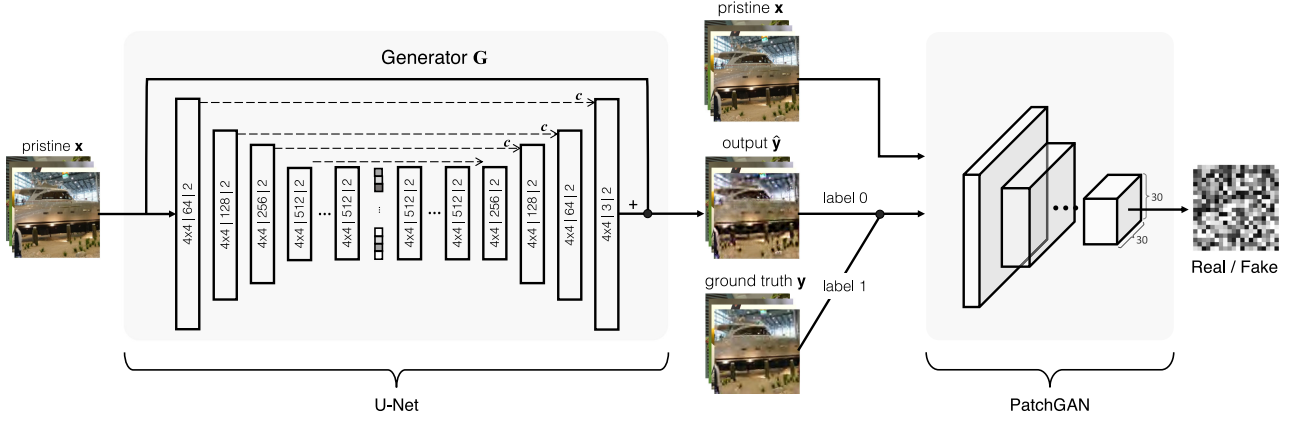 Generator G
pristine x
4x4 | 64 | 2
4x4 | 128 | 2
4x4 | 256 | 2
4x4 | 512 | 2
...
4x4 | 512 | 2
...
4x4 | 512 | 2
...
4x4 | 512 | 2
4x4 | 256 | 2
4x4 | 128 | 2
4x4 | 64 | 2
4x4 | 3 | 2
c
c
c
+
U-Net
pristine x
output ŷ
ground truth y
label 0
label 1
...
30
30
PatchGAN
Real / Fake